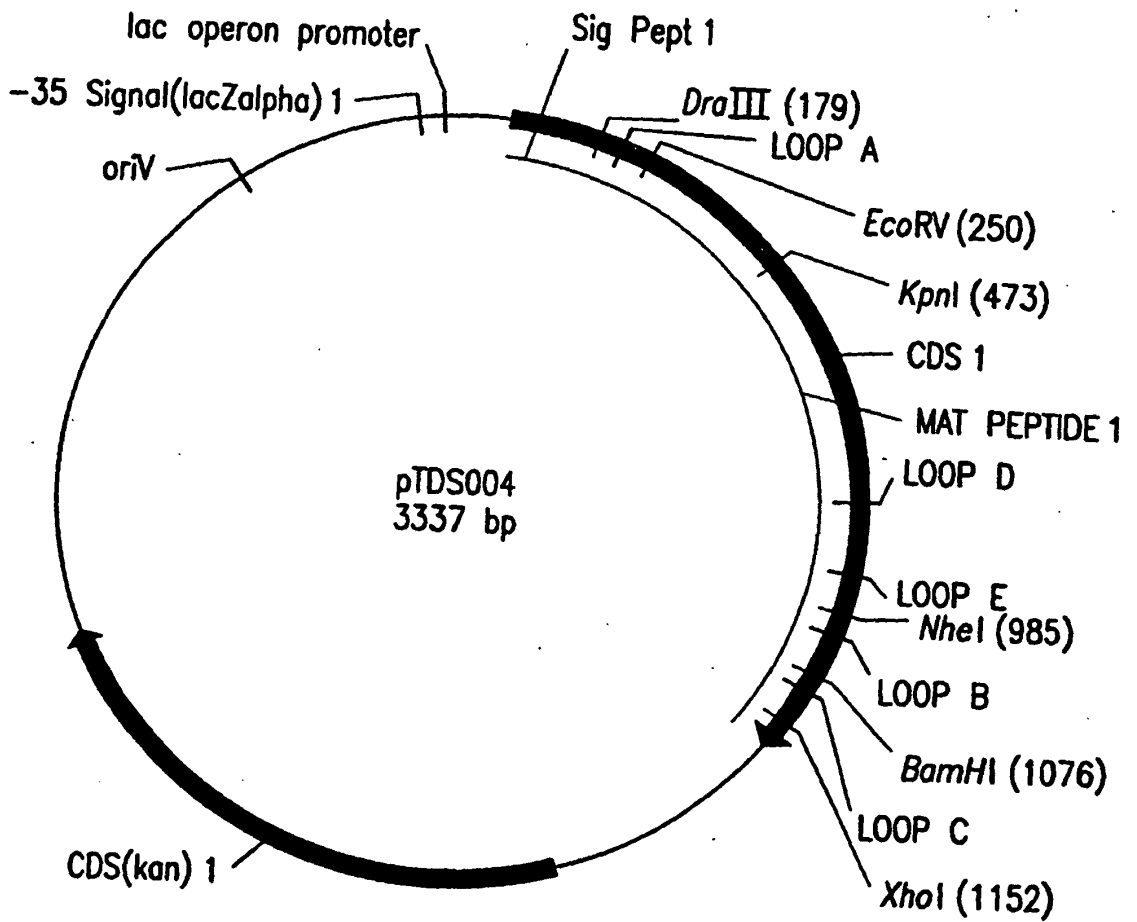 lac operon promoter
Sig Pept 1
-35 Signal(lacZalpha) 1
DraIII (179)
LOOP A
oriV
EcoRV (250)
KpnI (473)
CDS 1
MAT PEPTIDE 1
LOOP D
pTDS004
3337 bp
LOOP E
NheI (985)
LOOP B
BamHI (1076)
LOOP C
CDS(kan) 1
XhoI (1152)